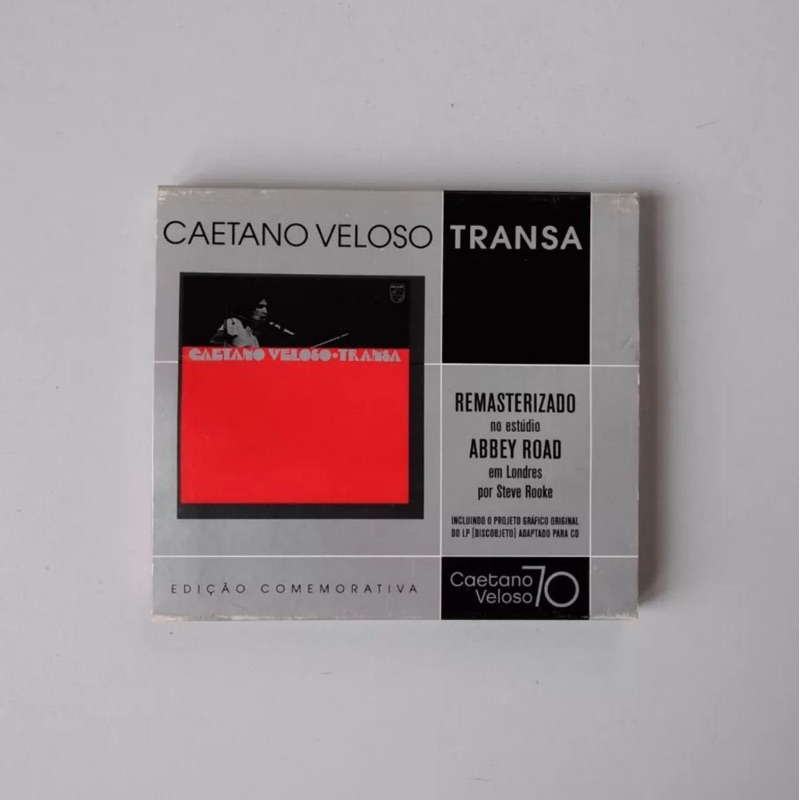 CAETANO VELOSO
TRANSA
CAETANO VELOSO•TRANSA
REMASTERIZADO
no estúdio
ABBEY ROAD
em Londres
por Steve Rooke
INCLUINDO O PROJETO GRÁFICO ORIGINAL
DO LP [DISCOBJETO] ADAPTADO PARA CD
EDIÇÃO COMEMORATIVA
Caetano
Veloso 70